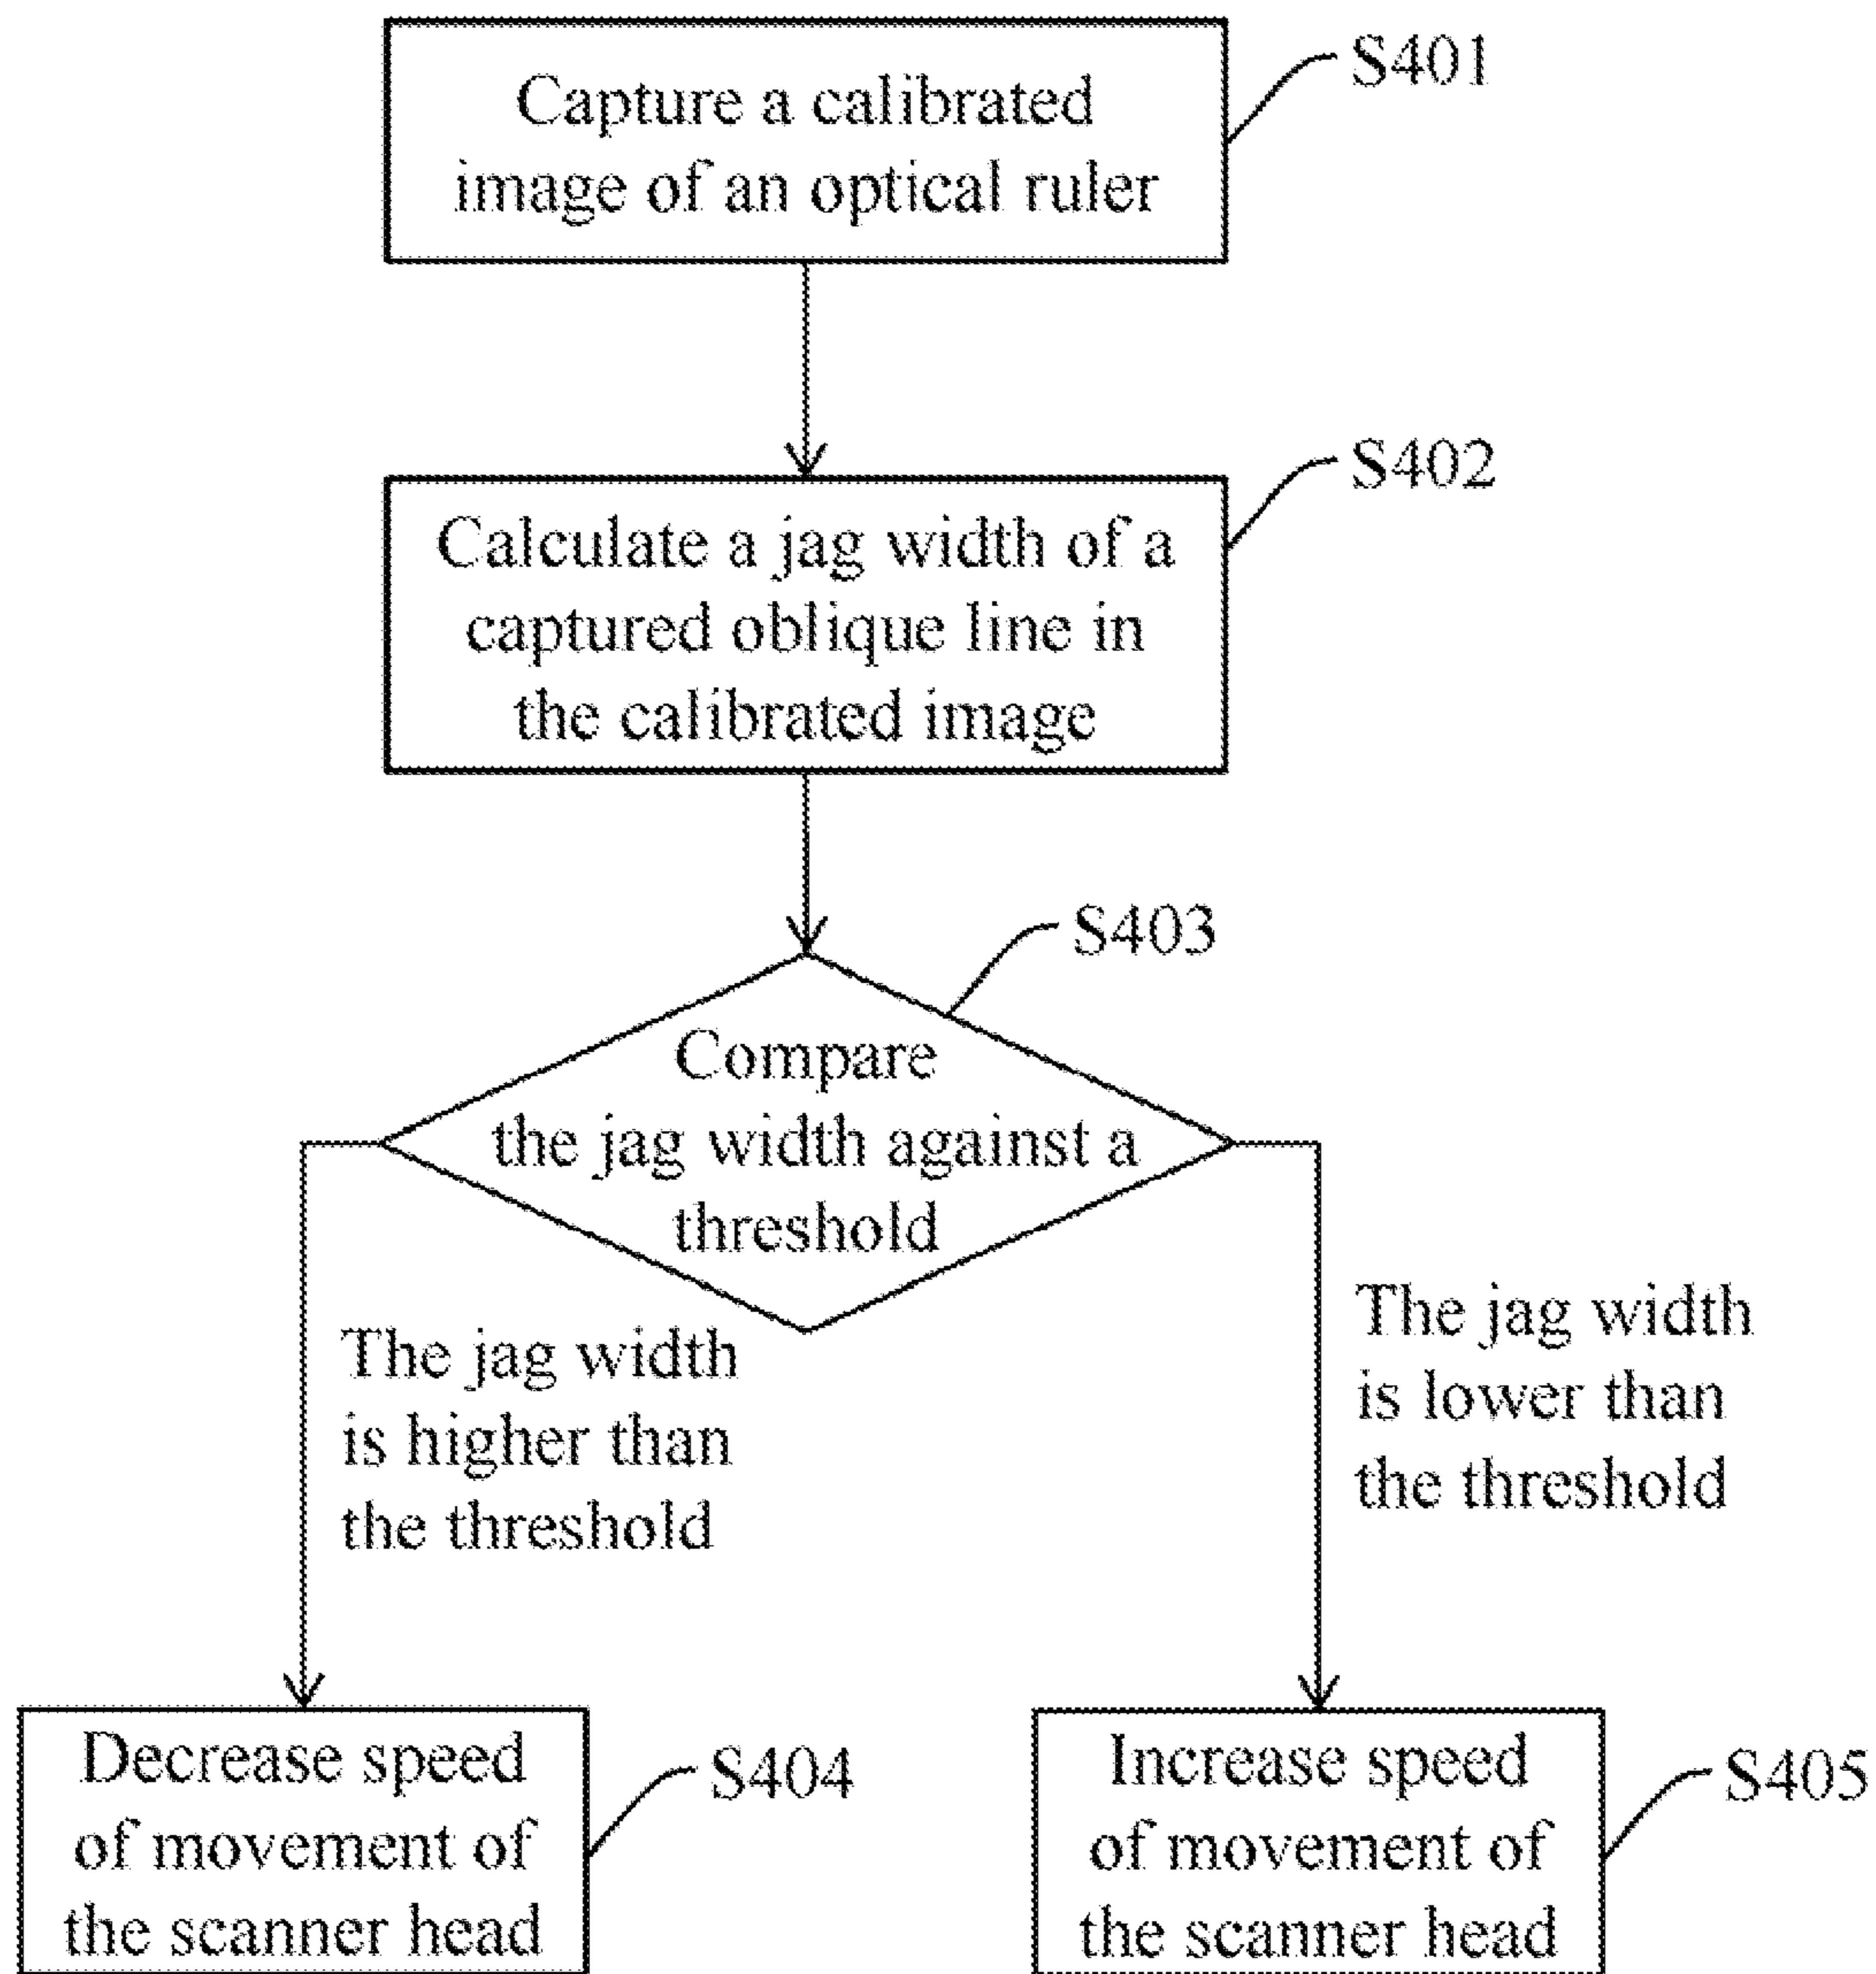 Capture a calibrated
image of an optical ruler
S401
Calculate a jag width of a
captured oblique line in
the calibrated image
S402
Compare
the jag width against a
threshold
S403
The jag width
is higher than
the threshold
The jag width
is lower than
the threshold
Decrease speed
of movement of
the scanner head
S404
Increase speed
of movement of
the scanner head
S405